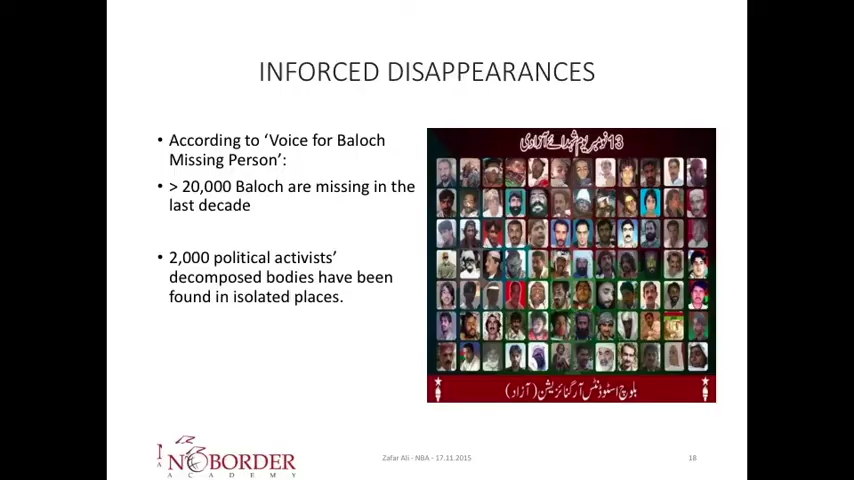 INFORCED DISAPPEARANCES
• According to ‘Voice for Baloch
Missing Person’:
• > 20,000 Baloch are missing in the
last decade
• 2,000 political activists’
decomposed bodies have been
found in isolated places.
13 نومبر یوم شہدائے آزادی
بلوچ اسٹوڈنٹس آرگنائزیشن (آزاد)
NOBORDER
ACADEMY
Zafar Ali - NBA - 17.11.2015
18